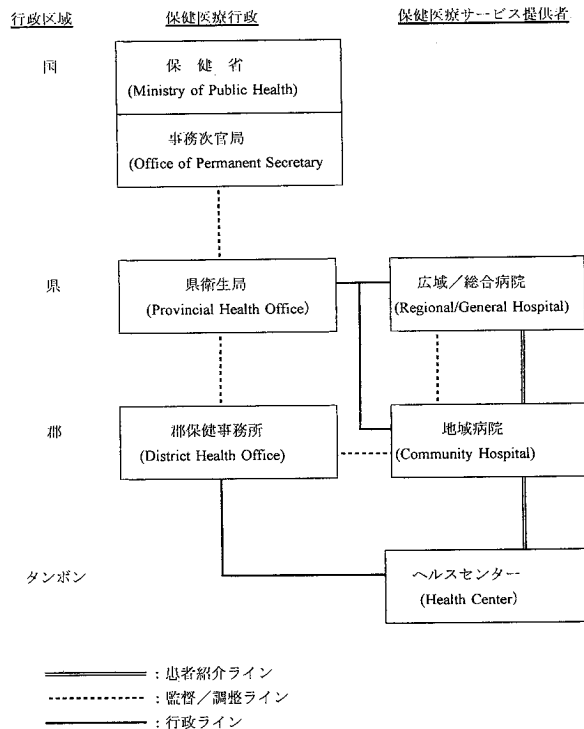 行政区域
保健医療行政
保健医療サービス提供者
国
保 健 省
(Ministry of Public Health)
事務次官局
(Office of Permanent Secretary
県
県衛生局
(Provincial Health Office)
広域／総合病院
(Regional/General Hospital)
郡
郡保健事務所
(District Health Office)
地域病院
(Community Hospital)
タンボン
ヘルスセンター
(Health Center)
：患者紹介ライン
：監督／調整ライン
：行政ライン